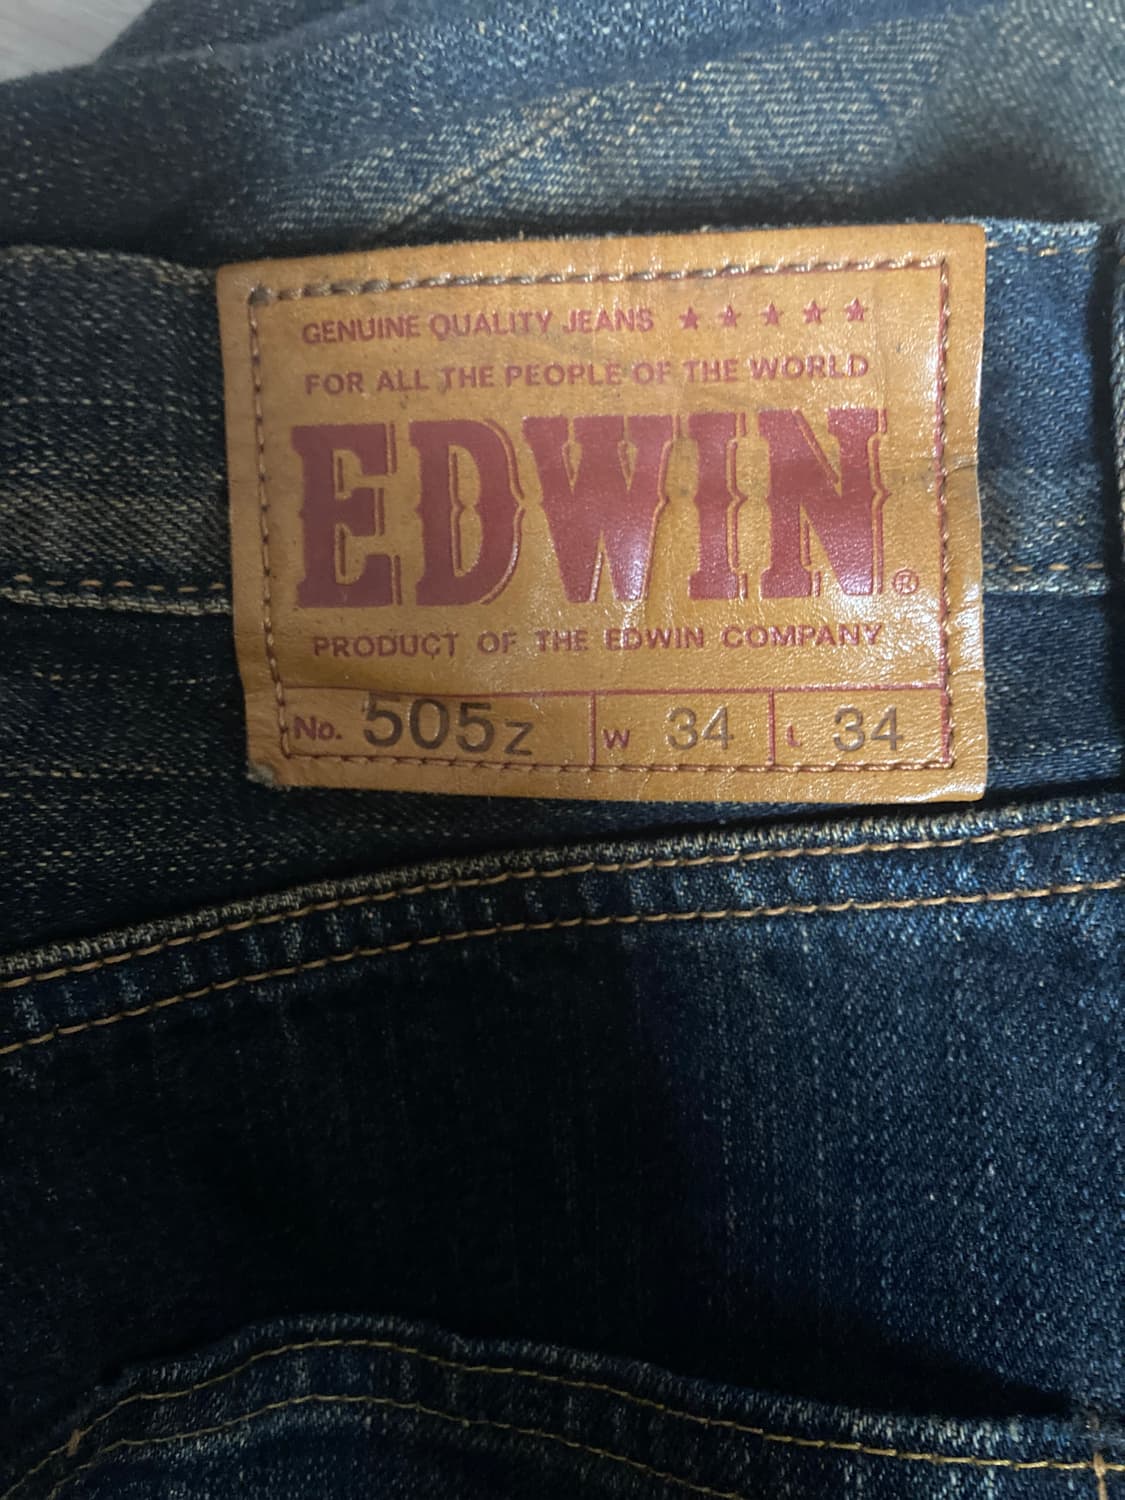 GENUINE QUALITY JEANS ★ ★ ★ ★ ★
FOR ALL THE PEOPLE OF THE WORLD
EDWIN®
PRODUCT OF THE EDWIN COMPANY
No. 505z W 34 L 34